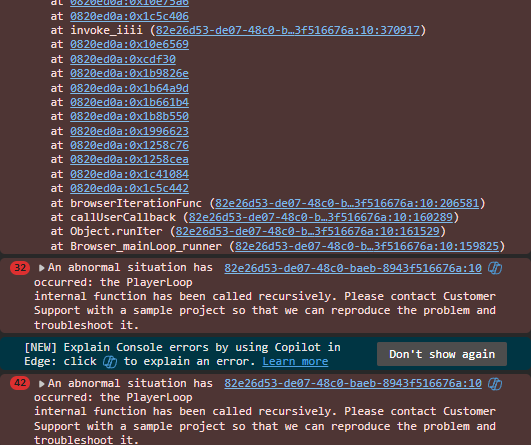 at 0820ed0a:0x10e75a6
at 0820ed0a:0x1c5c406
at invoke_iiii (82e26d53-de07-48c0-b…3f516676a:10:370917)
at 0820ed0a:0x10e6569
at 0820ed0a:0xcdf30
at 0820ed0a:0x1b9826e
at 0820ed0a:0x1b64a9d
at 0820ed0a:0x1b661b4
at 0820ed0a:0x1b8b550
at 0820ed0a:0x1996623
at 0820ed0a:0x1258c76
at 0820ed0a:0x1258cea
at 0820ed0a:0x1c41084
at 0820ed0a:0x1c5c442
at browserIterationFunc (82e26d53-de07-48c0-b…3f516676a:10:206581)
at callUserCallback (82e26d53-de07-48c0-b…3f516676a:10:160289)
at Object.runIter (82e26d53-de07-48c0-b…3f516676a:10:161529)
at Browser_mainLoop_runner (82e26d53-de07-48c0-b…3f516676a:10:159825)
32 ▶An abnormal situation has 82e26d53-de07-48c0-baeb-8943f516676a:10
occurred: the PlayerLoop
internal function has been called recursively. Please contact Customer
Support with a sample project so that we can reproduce the problem and
troubleshoot it.
[NEW] Explain Console errors by using Copilot in
Edge: click to explain an error. Learn more
Don't show again
42 ▶An abnormal situation has 82e26d53-de07-48c0-baeb-8943f516676a:10
occurred: the PlayerLoop
internal function has been called recursively. Please contact Customer
Support with a sample project so that we can reproduce the problem and
troubleshoot it.